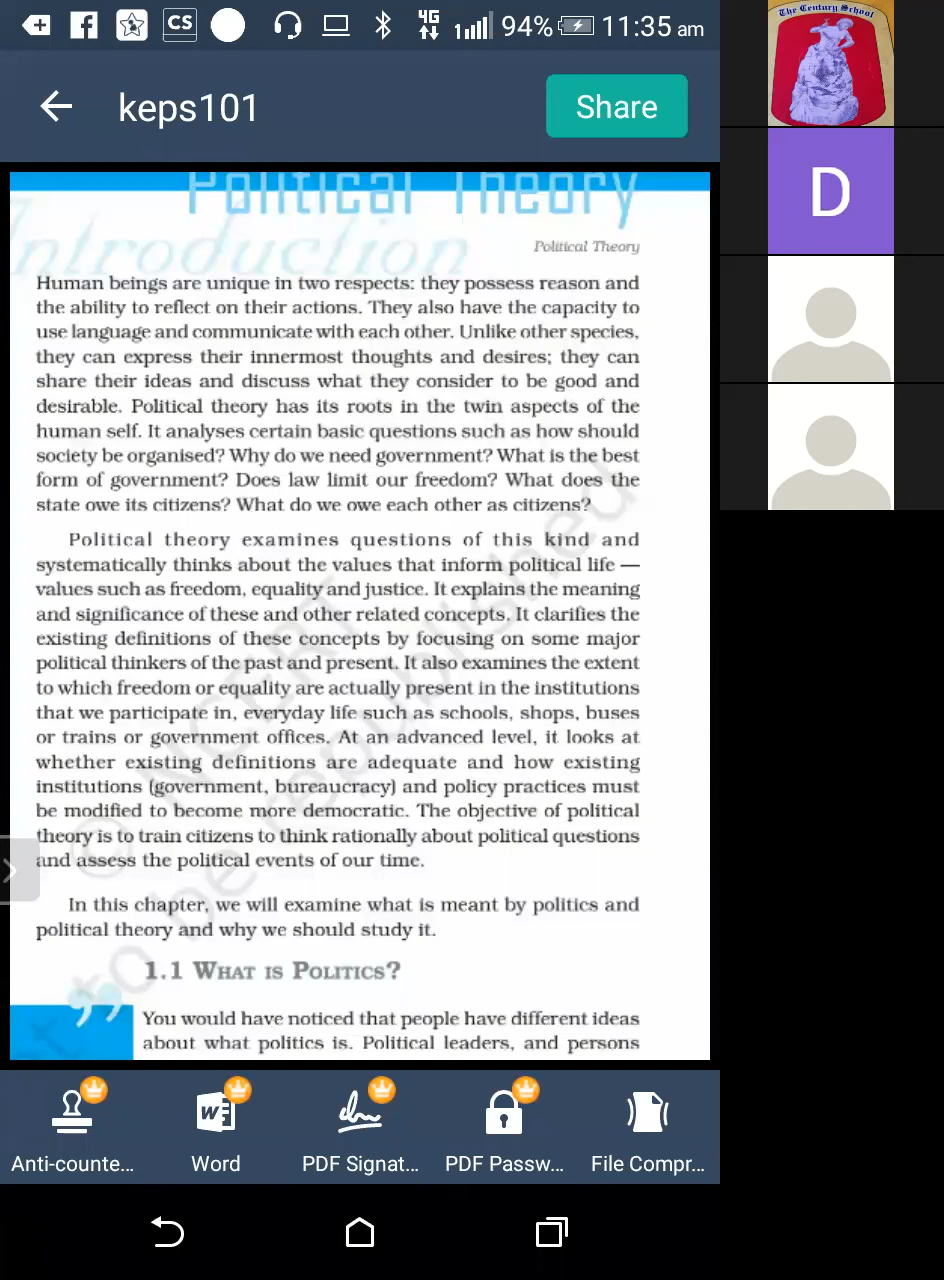 CS
4G
94%
11:35 am
The Century School
keps101
Share
D
Political Theory
Introduction
Political Theory
Human beings are unique in two respects: they possess reason and
the ability to reflect on their actions. They also have the capacity to
use language and communicate with each other. Unlike other species,
they can express their innermost thoughts and desires; they can
share their ideas and discuss what they consider to be good and
desirable. Political theory has its roots in the twin aspects of the
human self. It analyses certain basic questions such as how should
society be organised? Why do we need government? What is the best
form of government? Does law limit our freedom? What does the
state owe its citizens? What do we owe each other as citizens?
Political theory examines questions of this kind and
systematically thinks about the values that inform political life —
values such as freedom, equality and justice. It explains the meaning
and significance of these and other related concepts. It clarifies the
existing definitions of these concepts by focusing on some major
political thinkers of the past and present. It also examines the extent
to which freedom or equality are actually present in the institutions
that we participate in, everyday life such as schools, shops, buses
or trains or government offices. At an advanced level, it looks at
whether existing definitions are adequate and how existing
institutions (government, bureaucracy) and policy practices must
be modified to become more democratic. The objective of political
theory is to train citizens to think rationally about political questions
and assess the political events of our time.
In this chapter, we will examine what is meant by politics and
political theory and why we should study it.
1.1 WHAT IS POLITICS?
You would have noticed that people have different ideas
about what politics is. Political leaders, and persons
© NCERT
to be republished
Anti-counte...
Word
PDF Signat...
PDF Passw...
File Compr...